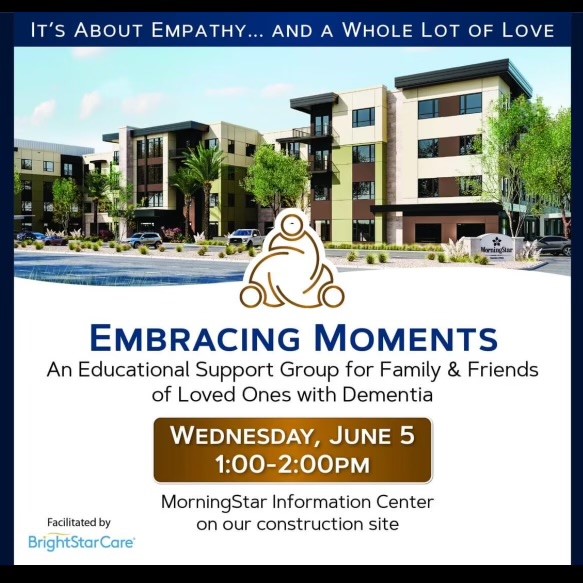 IT'S ABOUT EMPATHY... AND A WHOLE LOT OF LOVE
MorningStar
EMBRACING MOMENTS
An Educational Support Group for Family & Friends
of Loved Ones with Dementia
WEDNESDAY, JUNE 5
1:00-2:00PM
MorningStar Information Center
on our construction site
Facilitated by
BrightStarCare®